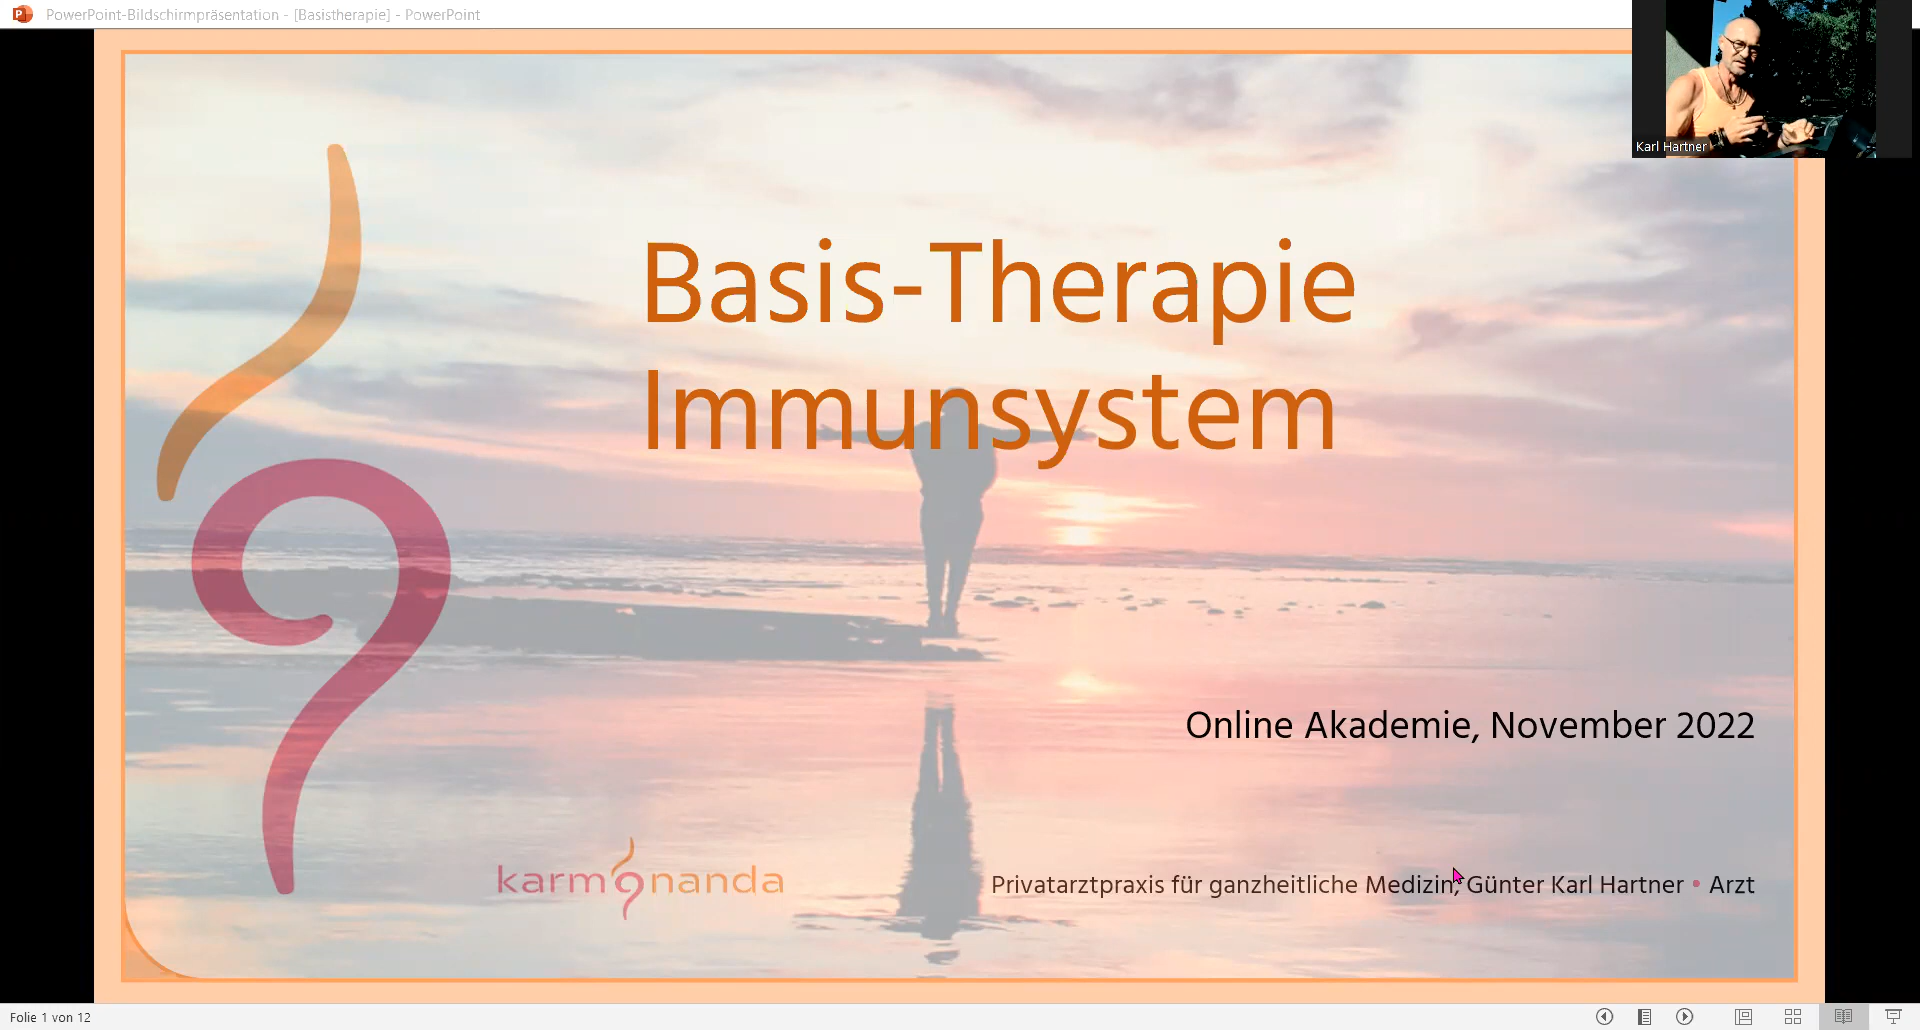 PowerPoint-Bildschirmpräsentation - [Basistherapie] - PowerPoint
Karl Hartner
Basis-Therapie
Immunsystem
Online Akademie, November 2022
karmananda
Privatarztpraxis für ganzheitliche Medizin, Günter Karl Hartner • Arzt
Folie 1 von 12